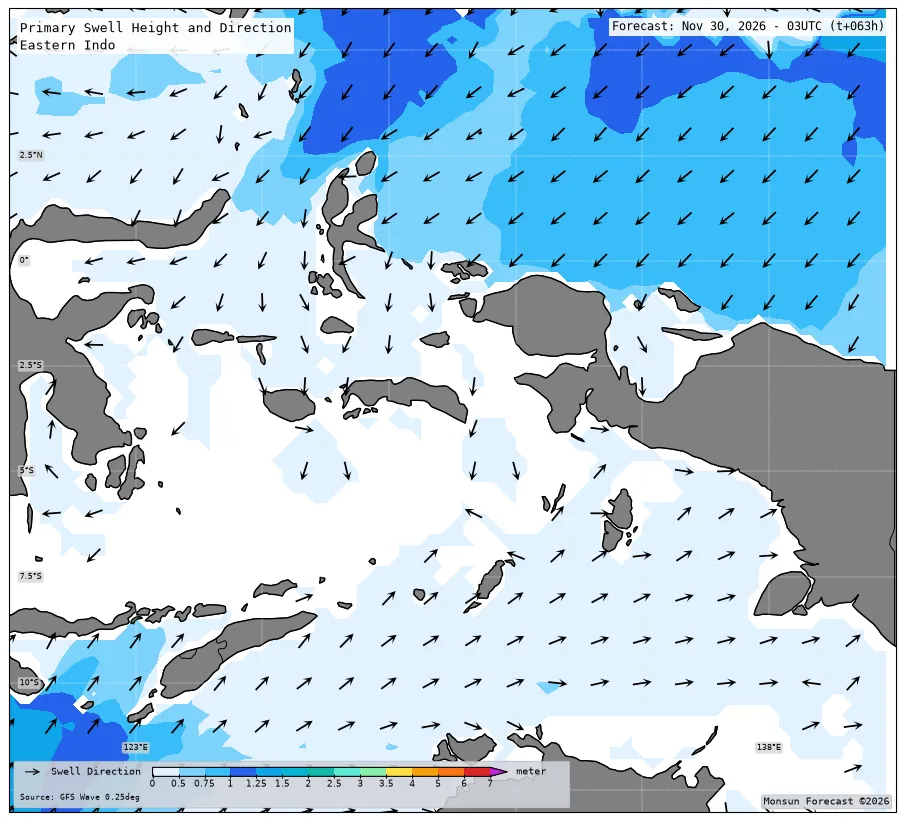 Primary Swell Height and Direction
Eastern Indo
Forecast: Nov 30, 2026 - 03UTC (t+063h)
2.5°N
0°
2.5°S
5°S
7.5°S
10°S
123°E
138°E
Swell Direction
0 0.5 0.75 1 1.25 1.5 1.75 2 2.5 3 3.5 4 5 6 7
meter
Source: GFS Wave 0.25deg
Monsun Forecast ©2026